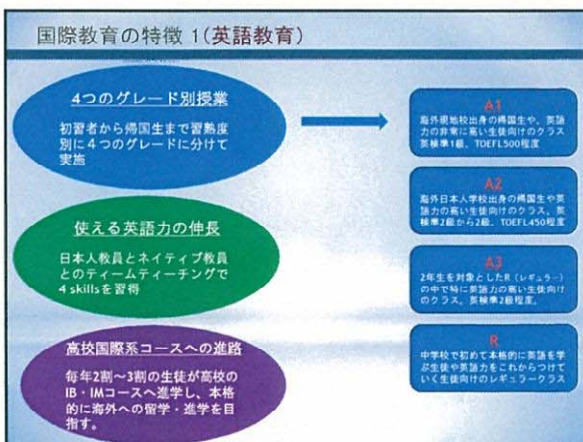 国際教育の特徴 1(英語教育)
4つのグレード別授業
初習者から帰国生まで習熟度
別に４つのグレードに分けて
実施
使える英語力の伸長
日本人教員とネイティブ教員
とのティームティーチングで
4 skillsを習得
高校国際系コースへの進路
毎年2割～3割の生徒が高校の
IB・IMコースへ進学し、本格
的に海外への留学・進学を目
指す。
A1
海外現地校出身の帰国生や、英語
力の非常に高い生徒向けのクラス
英検準1級、TOEFL500程度
A2
海外日本人学校出身の帰国生や英
語力の高い生徒向けのクラス。英
検準2級から2級、TOEFL450程度
A3
2年生を対象としたR（レギュラー）
の中で特に英語力の高い生徒向け
のクラス。英検準2級程度。
R
中学校で初めて本格的に英語を学
ぶ生徒や英語力をこれからつけて
いく生徒向けのレギュラークラス